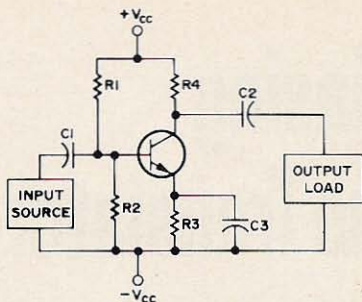 +VCC
R1
R4
C2
C1
INPUT
SOURCE
R2
R3
C3
OUTPUT
LOAD
-VCC